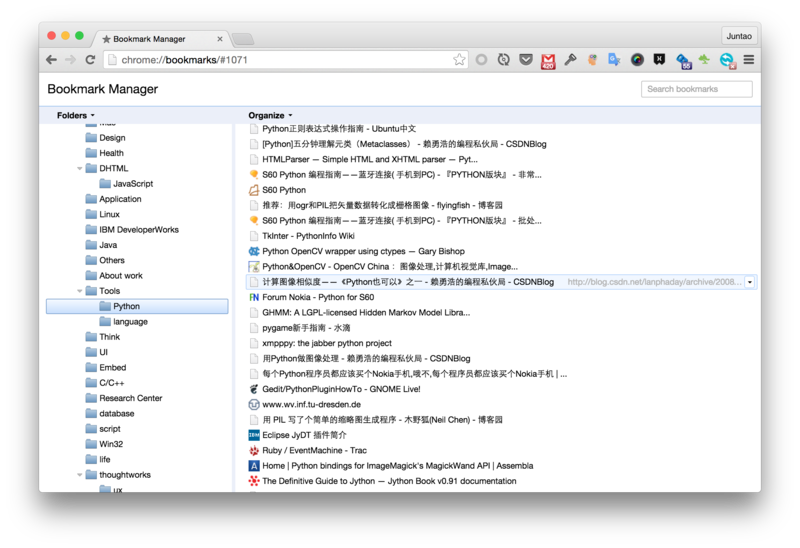 Bookmark Manager
Juntao
chrome://bookmarks/#1071
420
55
Bookmark Manager
Search bookmarks
Folders
Organize
Mac
Design
Health
DHTML
JavaScript
Application
Linux
IBM DeveloperWorks
Java
Others
About work
Tools
Python
language
Think
UI
Embed
C/C++
Research Center
database
script
Win32
life
thoughtworks
ux
Python正则表达式操作指南 - Ubuntu中文
[Python]五分钟理解元类（Metaclasses） - 赖勇浩的编程私伙局 - CSDNBlog
HTMLParser — Simple HTML and XHTML parser — Pyt...
S60 Python 编程指南——蓝牙连接( 手机到PC) - 『PYTHON版块』 - 非常...
S60 Python
推荐：用ogr和PIL把矢量数据转化成栅格图像 - flyingfish - 博客园
S60 Python 编程指南——蓝牙连接( 手机到PC) - 『PYTHON版块』 - 批处...
TkInter - PythonInfo Wiki
Python OpenCV wrapper using ctypes — Gary Bishop
Python&OpenCV - OpenCV China ：图像处理,计算机视觉库,Image...
计算图像相似度——《Python也可以》之一 - 赖勇浩的编程私伙局 - CSDNBlog http://blog.csdn.net/lanphaday/archive/2008...
Forum Nokia - Python for S60
GHMM: A LGPL-licensed Hidden Markov Model Libra...
pygame新手指南 - 水滴
xmpppy: the jabber python project
用Python做图像处理 - 赖勇浩的编程私伙局 - CSDNBlog
每个Python程序员都应该买个Nokia手机,哦不,每个程序员都应该买个Nokia手机 | ...
Gedit/PythonPluginHowTo - GNOME Live!
www.wv.inf.tu-dresden.de
用 PIL 写了个简单的缩略图生成程序 - 木野狐(Neil Chen) - 博客园
Eclipse JyDT 插件简介
Ruby / EventMachine - Trac
Home | Python bindings for ImageMagick's MagickWand API | Assembla
The Definitive Guide to Jython — Jython Book v0.91 documentation